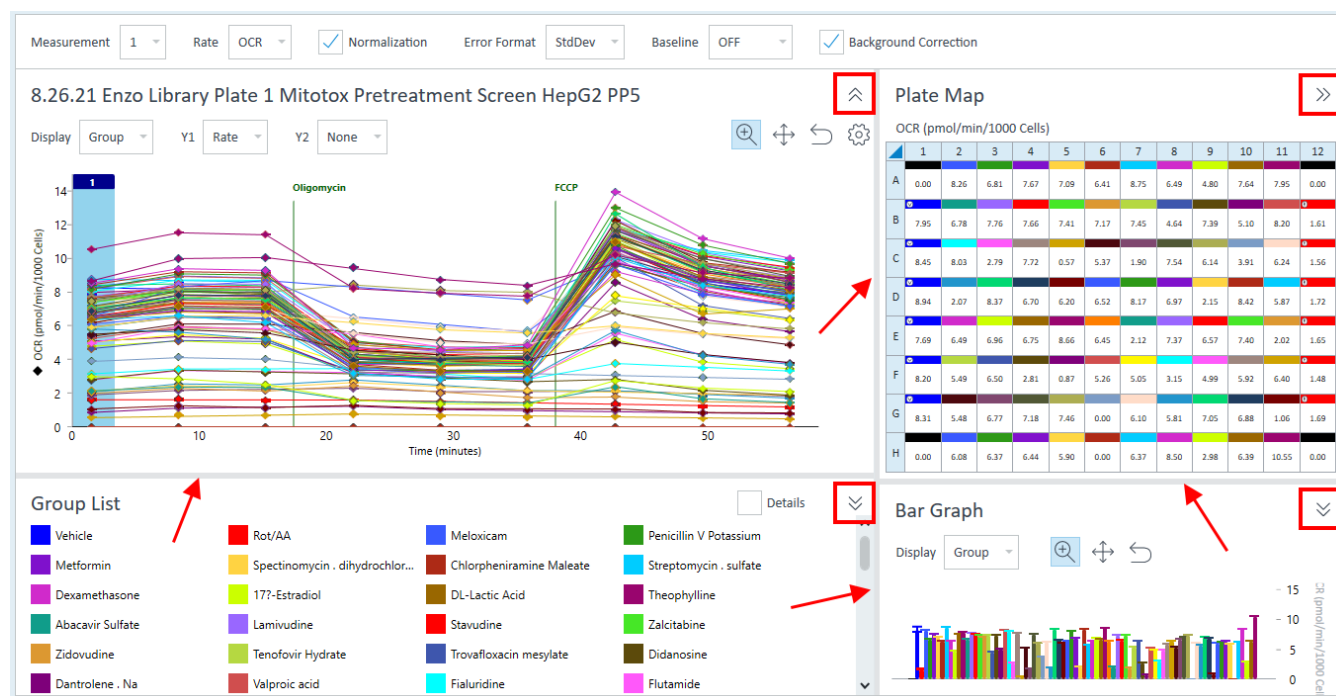 Measurement 1 Rate OCR Normalization Error Format StdDev Baseline OFF Background Correction
8.26.21 Enzo Library Plate 1 Mitotox Pretreatment Screen HepG2 PP5
Display Group Y1 Rate Y2 None
1
Oligomycin
FCCP
OCR (pmol/min/1000 Cells)
14
12
10
8
6
4
2
0
0 10 20 30 40 50
Time (minutes)
Plate Map
OCR (pmol/min/1000 Cells)
1 2 3 4 5 6 7 8 9 10 11 12
A 0.00 8.26 6.81 7.67 7.09 6.41 8.75 6.49 4.80 7.64 7.95 0.00
B 7.95 6.78 7.76 7.66 7.41 7.17 7.45 4.64 7.39 5.10 8.20 1.61
C 8.45 8.03 2.79 7.72 0.57 5.37 1.90 7.54 6.14 3.91 6.24 1.56
D 8.94 2.07 8.37 6.70 6.20 6.52 8.17 6.97 2.15 8.42 5.87 1.72
E 7.69 6.49 6.96 6.75 8.66 6.45 2.12 7.37 6.57 7.40 2.02 1.65
F 8.20 5.49 6.50 2.81 0.87 5.26 5.05 3.15 4.99 5.92 6.40 1.48
G 8.31 5.48 6.77 7.18 7.46 0.00 6.10 5.81 7.05 6.88 1.06 1.69
H 0.00 6.08 6.37 6.44 5.90 0.00 6.37 8.50 2.98 6.39 10.55 0.00
Group List Details
Vehicle Rot/AA Meloxicam Penicillin V Potassium
Metformin Spectinomycin . dihydrochlor... Chlorpheniramine Maleate Streptomycin . sulfate
Dexamethasone 17?-Estradiol DL-Lactic Acid Theophylline
Abacavir Sulfate Lamivudine Stavudine Zalcitabine
Zidovudine Tenofovir Hydrate Trovafloxacin mesylate Didanosine
Dantrolene . Na Valproic acid Fialuridine Flutamide
Bar Graph
Display Group
15
10
5
0
CR (pmol/min/1000 Cel